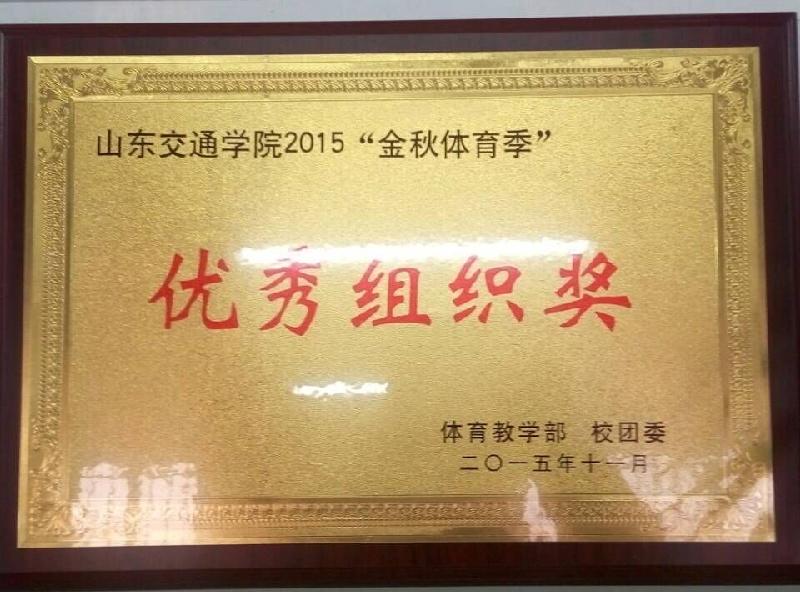 山东交通学院2015“金秋体育季”
优秀组织奖
体育教学部 校团委
二〇一五年十一月